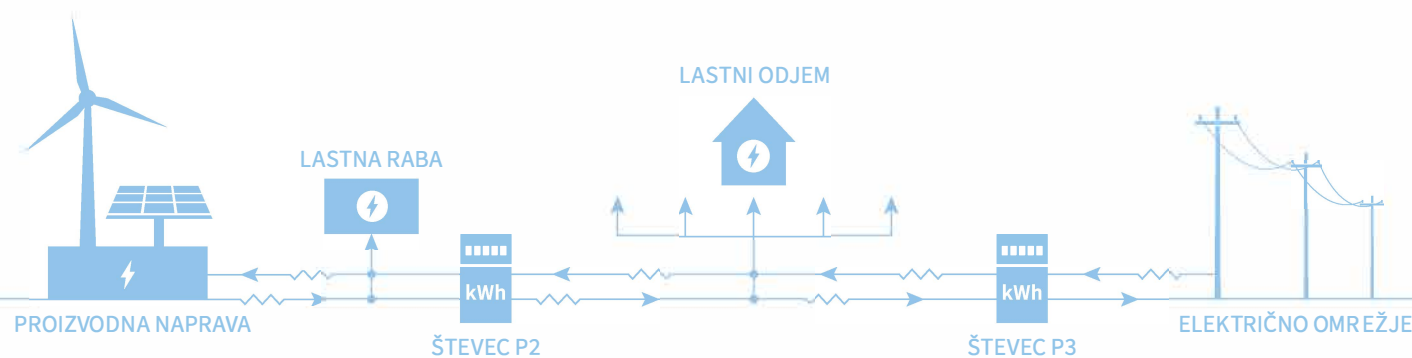 LASTNI ODJEM
LASTNA RABA
kWh
kWh
PROIZVODNA NAPRAVA
ŠTEVEC P2
ŠTEVEC P3
ELEKTRIČNO OMREŽJE